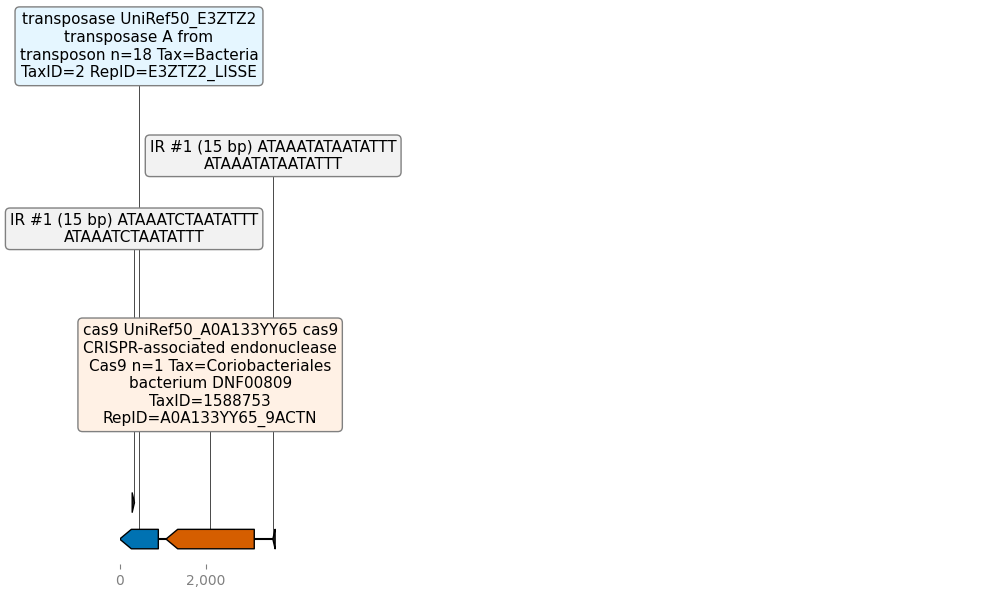 transposase UniRef50_E3ZTZ2
transposase A from
transposon n=18 Tax=Bacteria
TaxID=2 RepID=E3ZTZ2_LISSE
IR #1 (15 bp) ATAAATATAATATTT
ATAAATATAATATTT
IR #1 (15 bp) ATAAATCTAATATTT
ATAAATCTAATATTT
cas9 UniRef50_A0A133YY65 cas9
CRISPR-associated endonuclease
Cas9 n=1 Tax=Coriobacteriales
bacterium DNF00809
TaxID=1588753
RepID=A0A133YY65_9ACTN
0
2,000